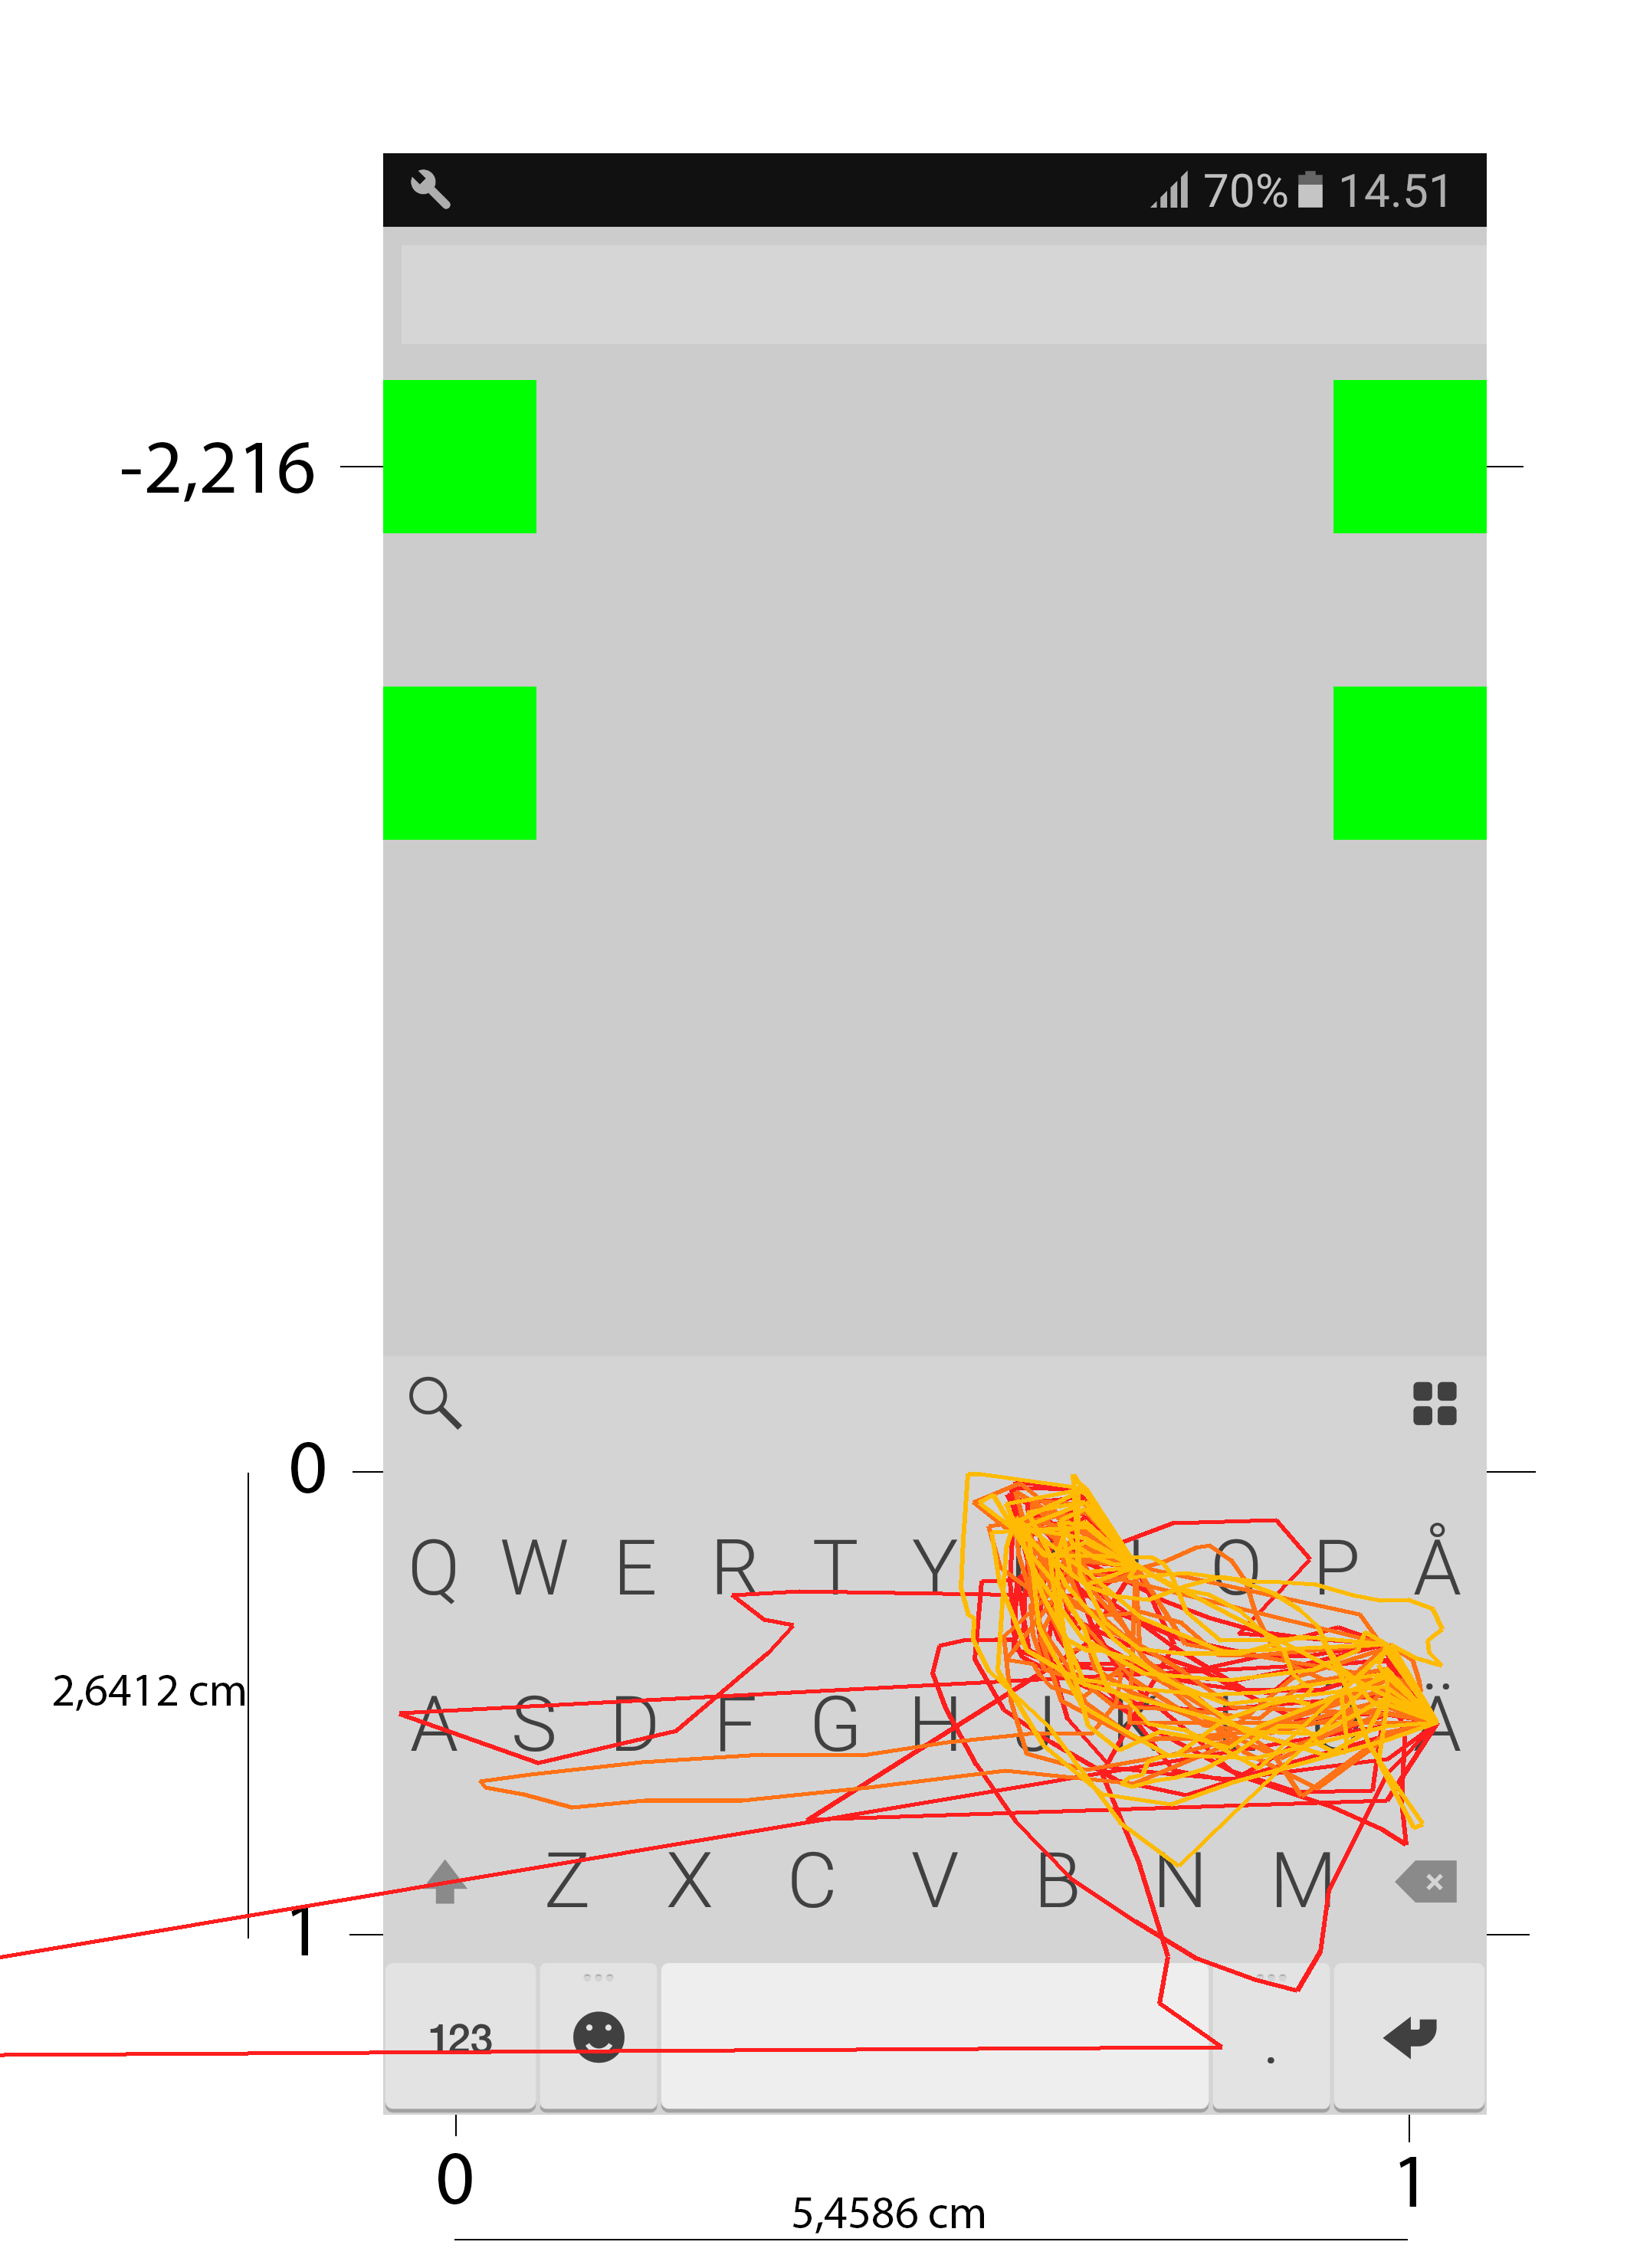 70% 14.51
-2,216
0
Q W E R T Y O P Å
2,6412 cm
A S D F G H J K Ä
Z X C V B N M
1
123 .
0 1
5,4586 cm